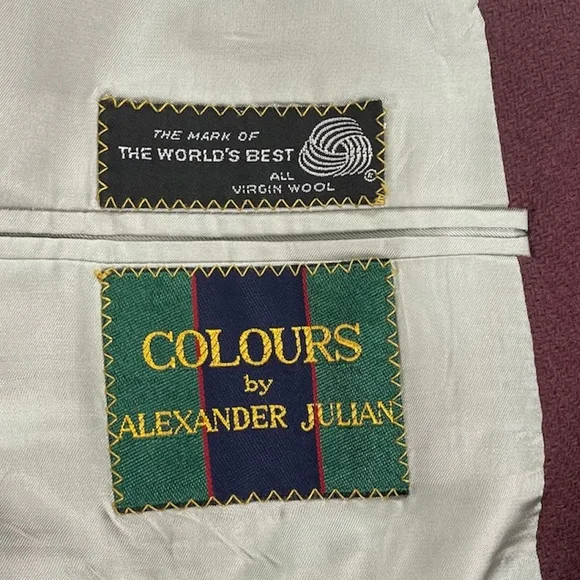 THE MARK OF
THE WORLD'S BEST
ALL
VIRGIN WOOL
®
COLOURS
by
ALEXANDER JULIAN